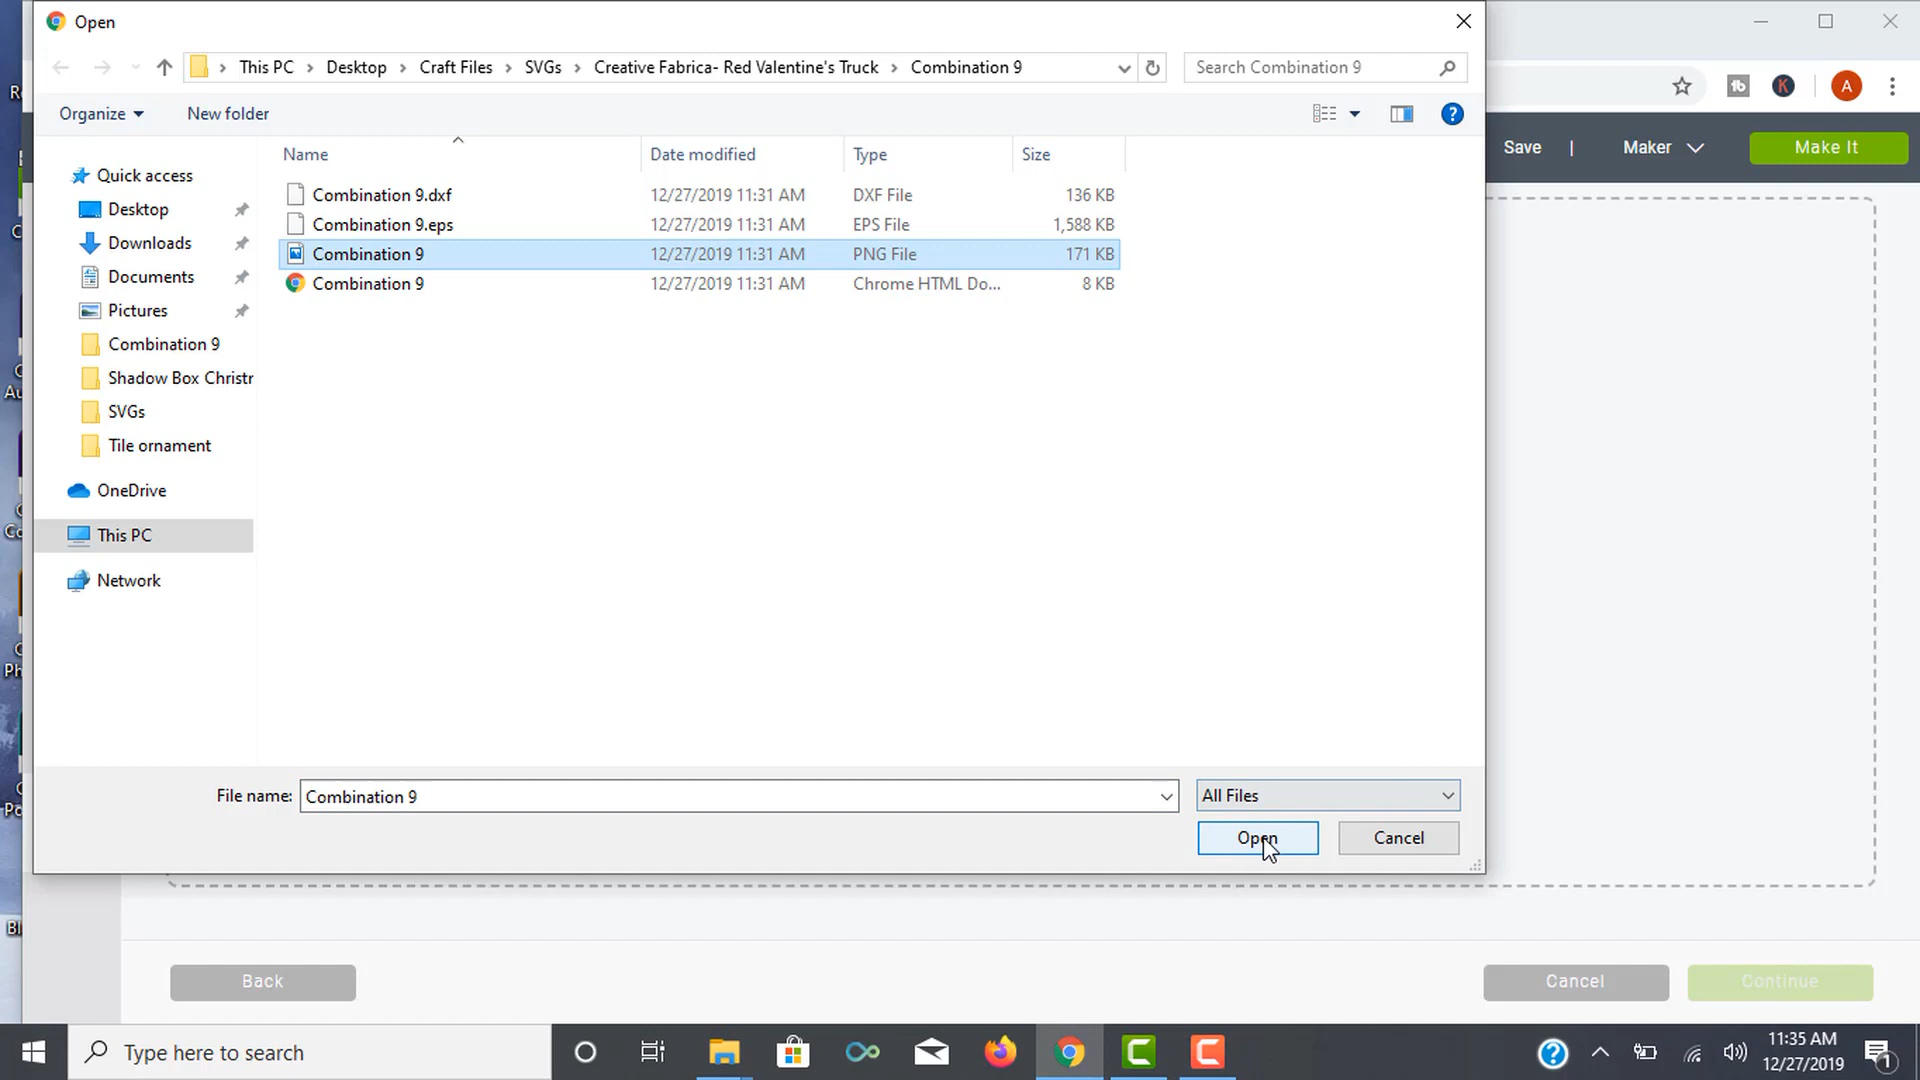 Open
This PC > Desktop > Craft Files > SVGs > Creative Fabrica- Red Valentine's Truck > Combination 9
Search Combination 9
Organize
New folder
Name Date modified Type Size
Combination 9.dxf 12/27/2019 11:31 AM DXF File 136 KB
Combination 9.eps 12/27/2019 11:31 AM EPS File 1,588 KB
Combination 9 12/27/2019 11:31 AM PNG File 171 KB
Combination 9 12/27/2019 11:31 AM Chrome HTML Do... 8 KB
Quick access
Desktop
Downloads
Documents
Pictures
Combination 9
Shadow Box Christr
SVGs
Tile ornament
OneDrive
This PC
Network
File name: Combination 9
All Files
Open
Cancel
A
Save | Maker
Make It
Back
Cancel
Continue
Type here to search
11:35 AM
12/27/2019
1